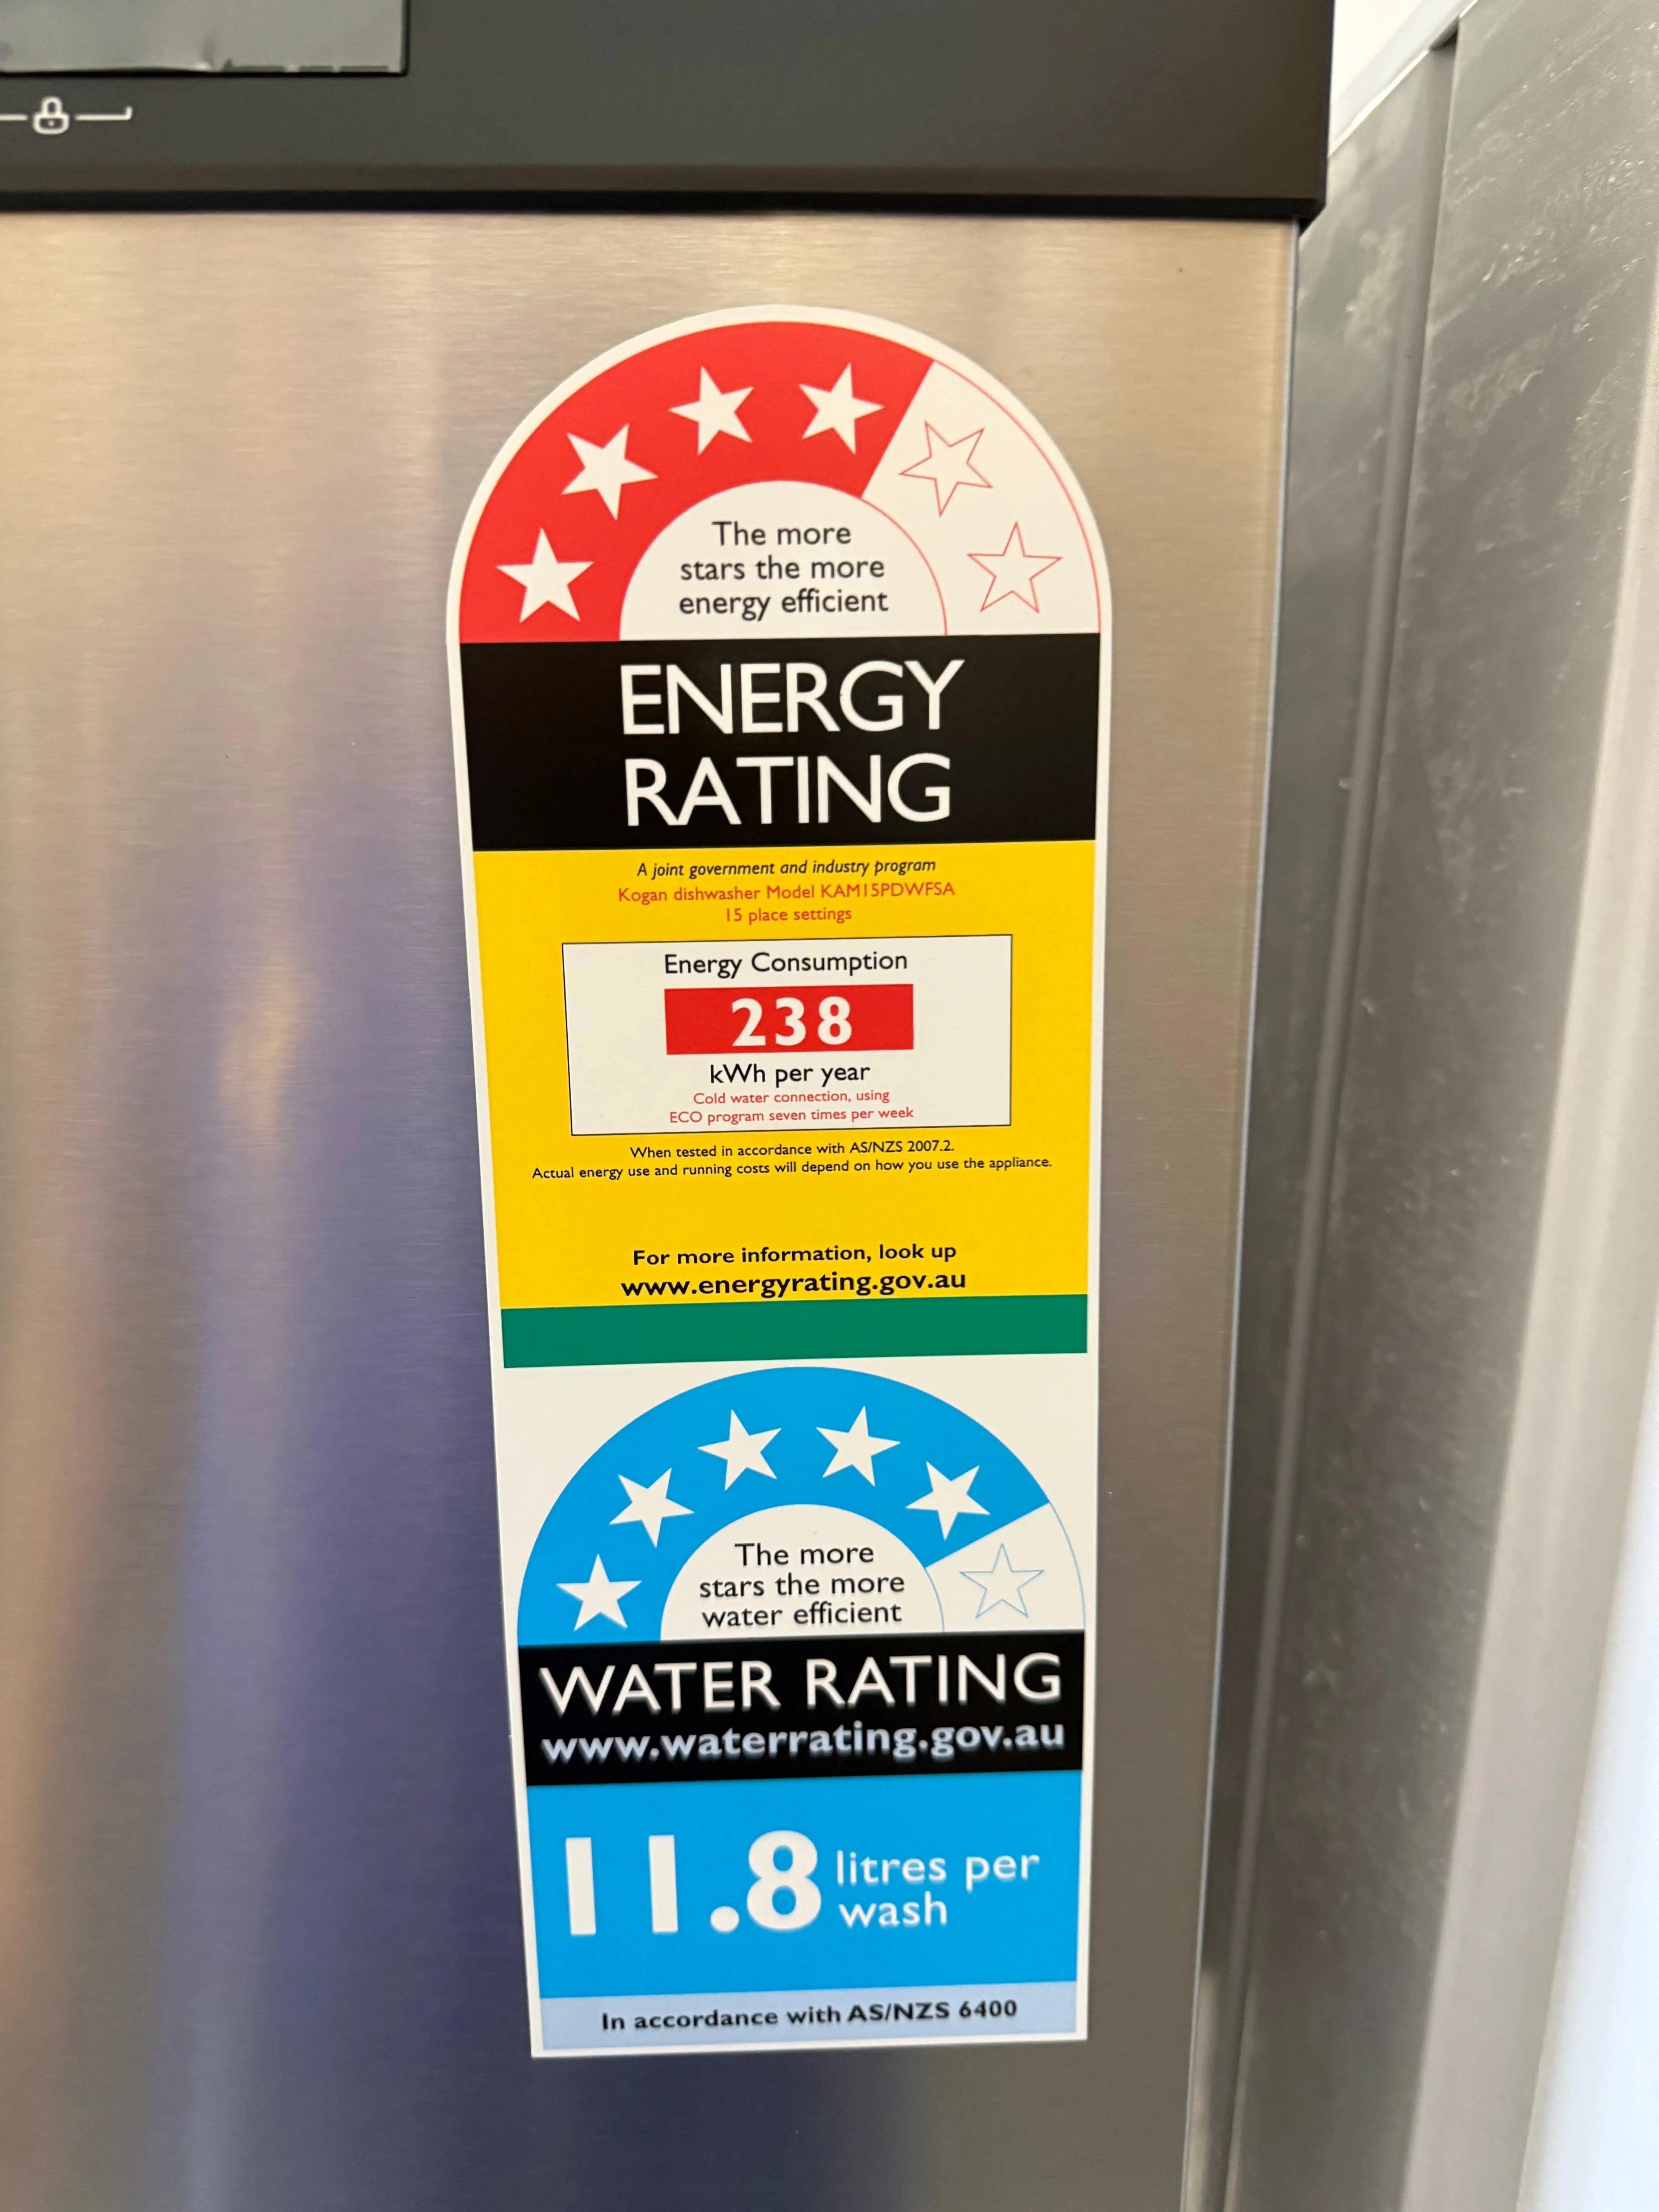 The more
stars the more
energy efficient
ENERGY
RATING
A joint government and industry program
Kogan dishwasher Model KAM15PDWFSA
15 place settings
Energy Consumption
238
kWh per year
Cold water connection, using
ECO program seven times per week
When tested in accordance with AS/NZS 2007.2.
Actual energy use and running costs will depend on how you use the appliance.
For more information, look up
www.energyrating.gov.au
The more
stars the more
water efficient
WATER RATING
www.waterrating.gov.au
11.8 litres per
wash
In accordance with AS/NZS 6400